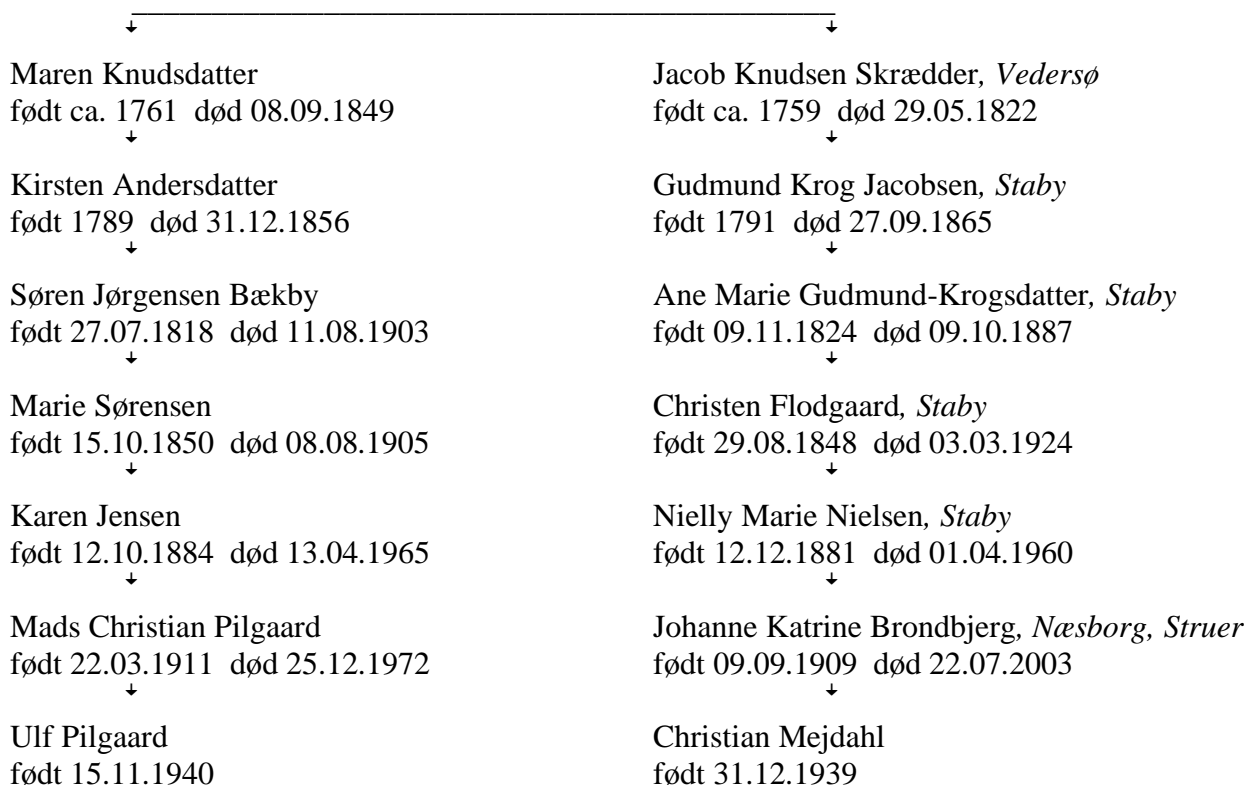 Maren Knudsdatter
født ca. 1761 død 08.09.1849
Kirsten Andersdatter
født 1789 død 31.12.1856
Søren Jørgensen Bækby
født 27.07.1818 død 11.08.1903
Marie Sørensen
født 15.10.1850 død 08.08.1905
Karen Jensen
født 12.10.1884 død 13.04.1965
Mads Christian Pilgaard
født 22.03.1911 død 25.12.1972
Ulf Pilgaard
født 15.11.1940
Jacob Knudsen Skrædder, Vedersø
født ca. 1759 død 29.05.1822
Gudmund Krog Jacobsen, Staby
født 1791 død 27.09.1865
Ane Marie Gudmund-Krogsdatter, Staby
født 09.11.1824 død 09.10.1887
Christen Flodgaard, Staby
født 29.08.1848 død 03.03.1924
Nielly Marie Nielsen, Staby
født 12.12.1881 død 01.04.1960
Johanne Katrine Brondbjerg, Næsborg, Struer
født 09.09.1909 død 22.07.2003
Christian Mejdahl
født 31.12.1939